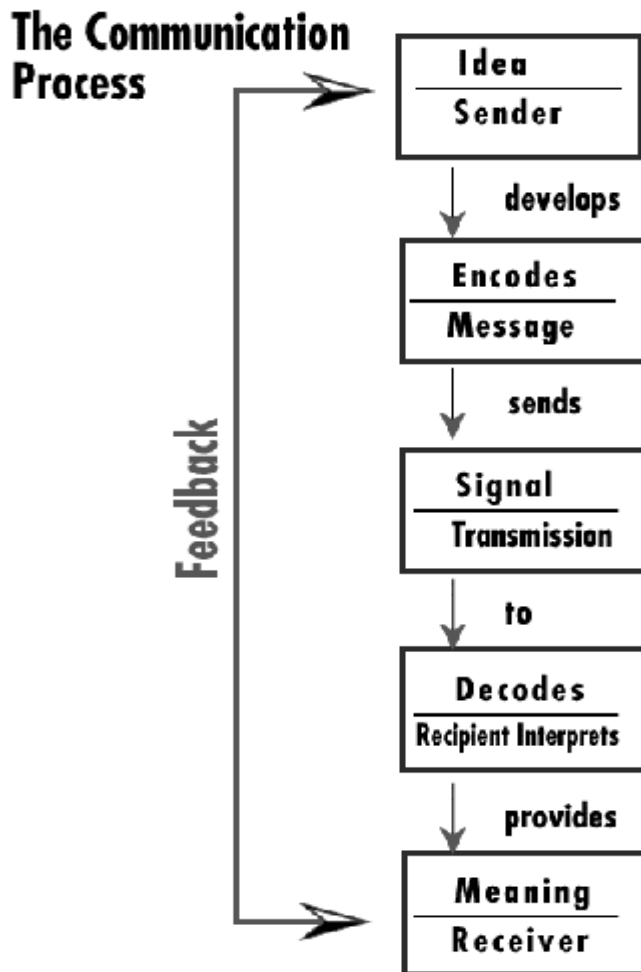 The Communication
Process
Idea
Sender
develops
Encodes
Message
sends
Signal
Transmission
to
Decodes
Recipient Interprets
provides
Meaning
Receiver
Feedback